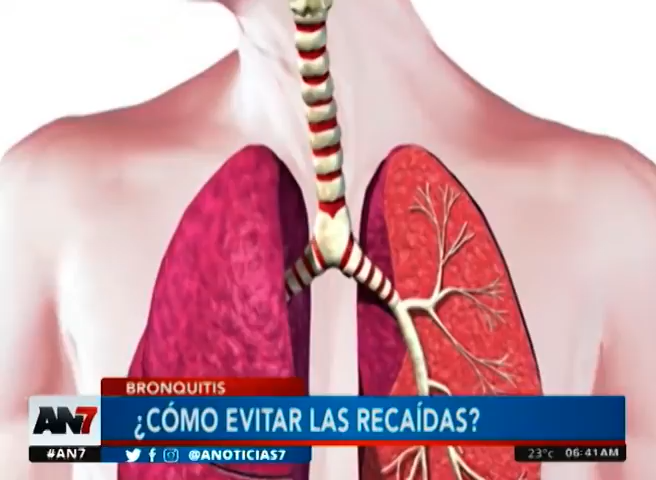 BRONQUITIS
AN7 ¿CÓMO EVITAR LAS RECAÍDAS?
#AN7 @ANOTICIAS7 23°c 06:41AM